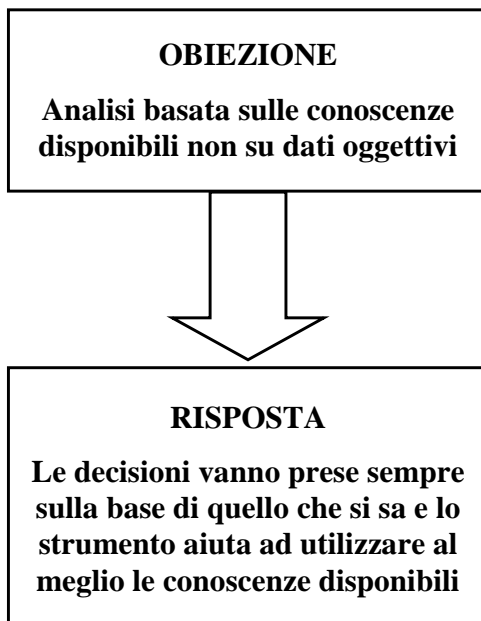 OBIEZIONE
Analisi basata sulle conoscenze
disponibili non su dati oggettivi
RISPOSTA
Le decisioni vanno prese sempre
sulla base di quello che si sa e lo
strumento aiuta ad utilizzare al
meglio le conoscenze disponibili